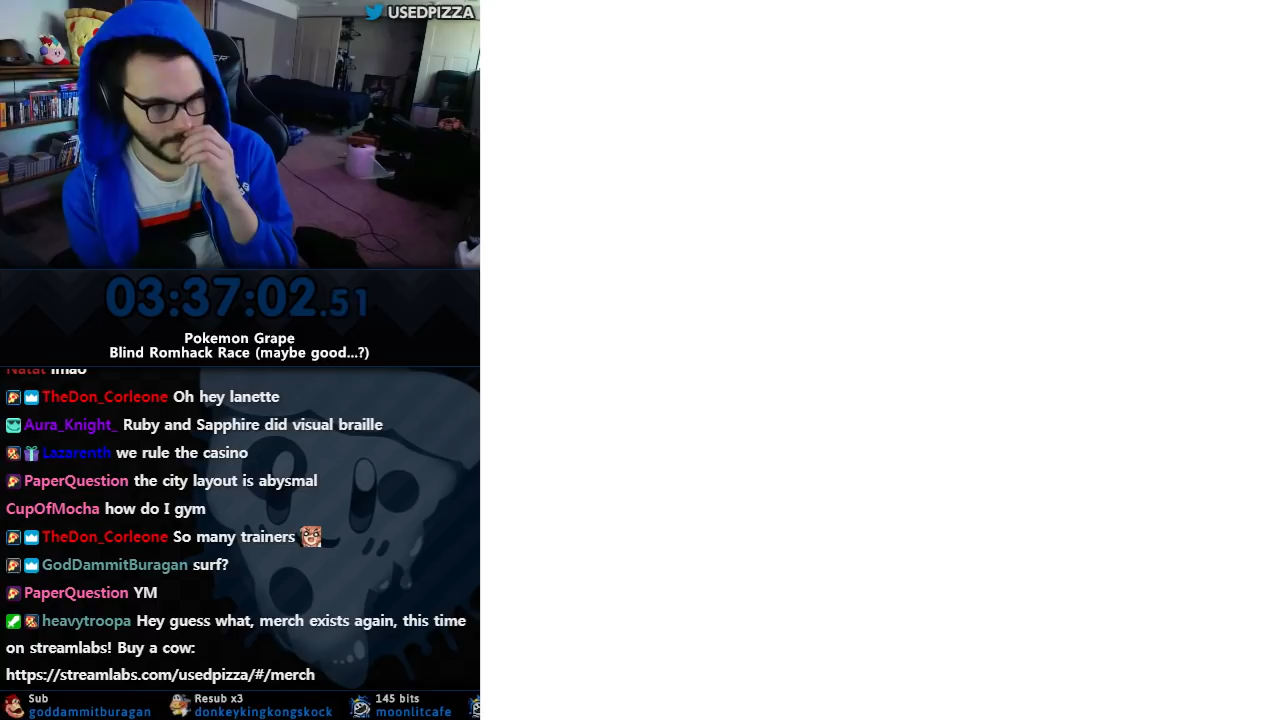 USEDPIZZA
03:37:02.51
Pokemon Grape
Blind Romhack Race (maybe good...?)
Natat lmao
TheDon_Corleone Oh hey lanette
Aura_Knight_ Ruby and Sapphire did visual braille
Lazarenth we rule the casino
PaperQuestion the city layout is abysmal
CupOfMocha how do I gym
TheDon_Corleone So many trainers
GodDammitBuragan surf?
PaperQuestion YM
heavytroopa Hey guess what, merch exists again, this time
on streamlabs! Buy a cow:
https://streamlabs.com/usedpizza/#/merch
Sub
goddammitburagan
Resub x3
donkeykingkongskock
145 bits
moonlitcafe